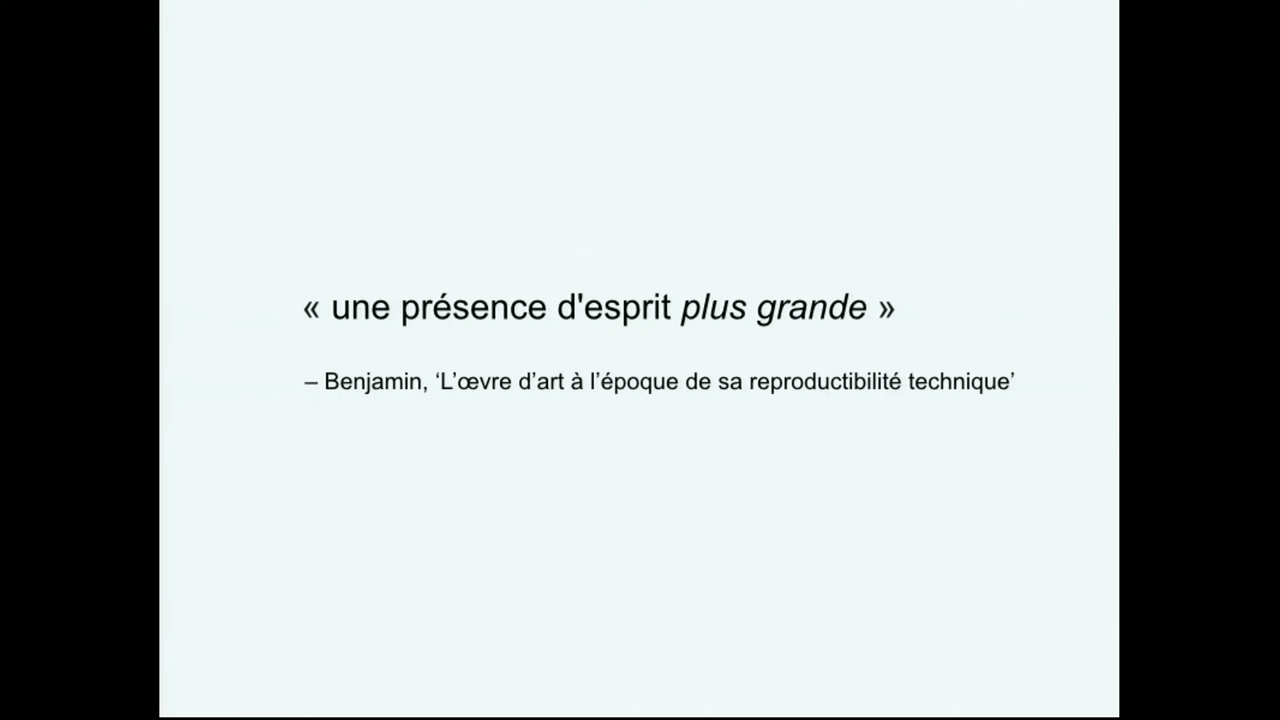 « une présence d'esprit plus grande »
– Benjamin, ‘L’œvre d’art à l’époque de sa reproductibilité technique’